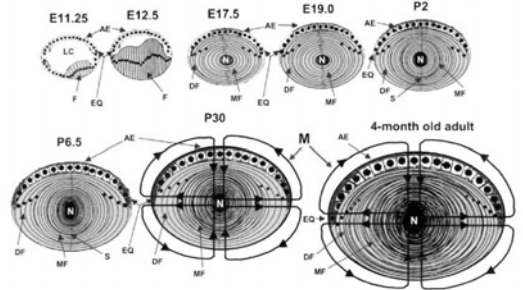 E11.25 E12.5 E17.5 E19.0 P2
AE AE AE
LC
N N N
EQ
F EQ F DF EQ MF DF MF DF S MF
P6.5 AE P30 M 4-month old adult
AE
N N N
EQ EQ
DF MF S DF MF DF
MF